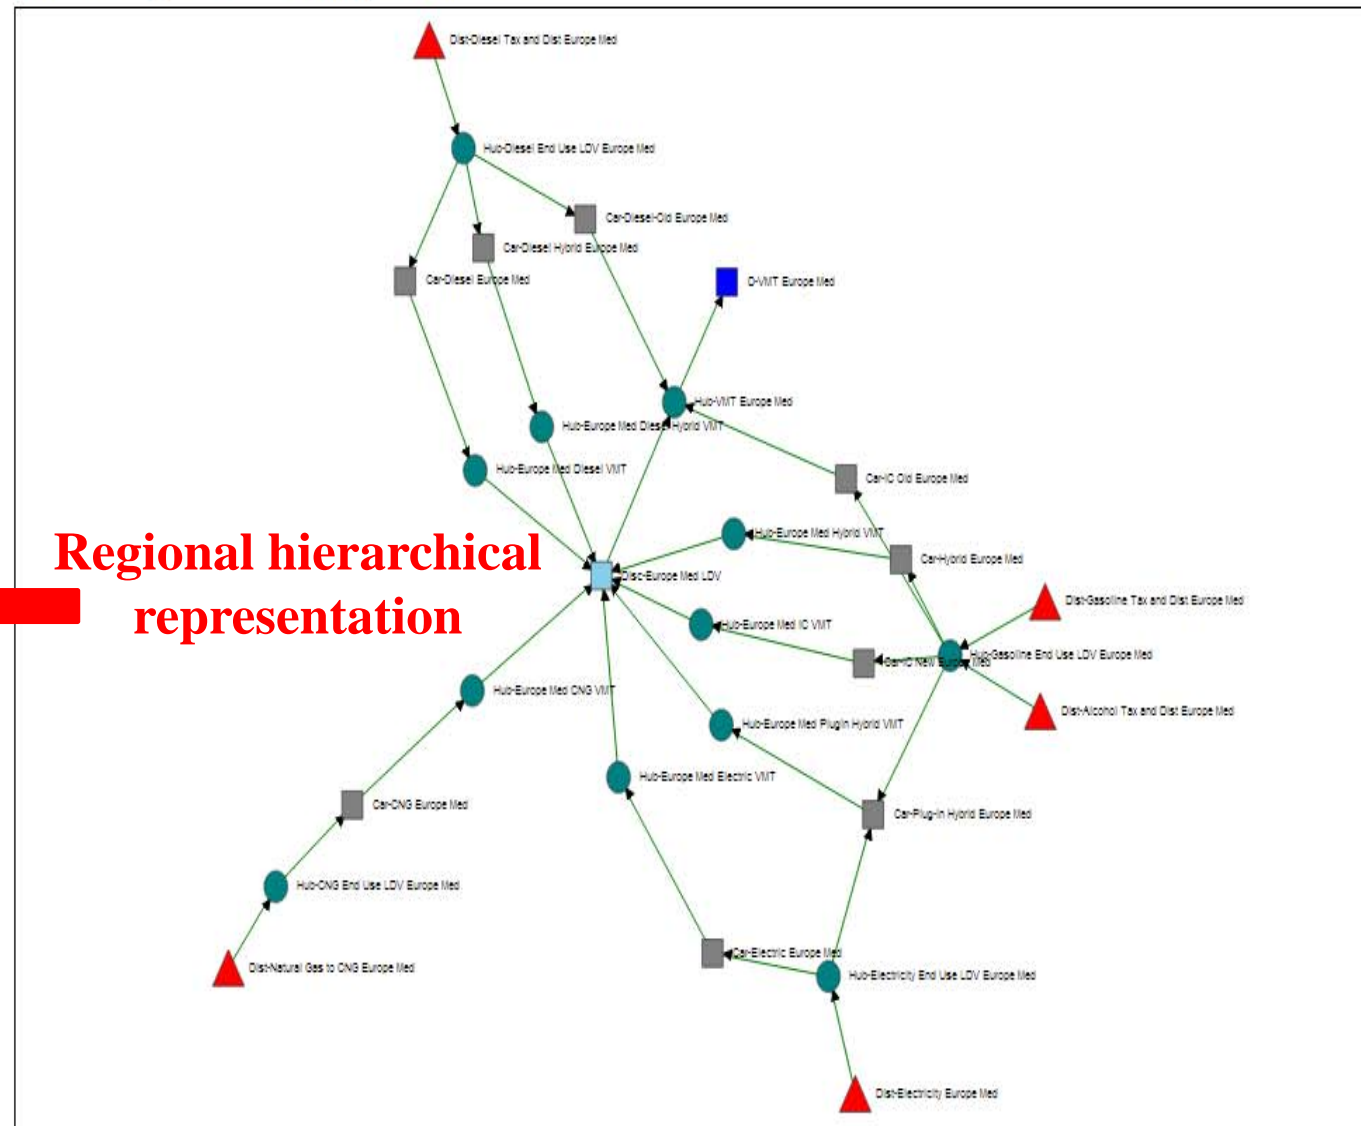 Dist-Diesel Tax and Dist Europe Med
Hub-Diesel End Use LDV Europe Med
Car-Diesel-Old Europe Med
Car-Diesel Hybrid Europe Med
Car-Diesel Europe Med
D-VMT Europe Med
Hub-VMT Europe Med
Hub-Europe Med Diesel Hybrid VMT
Hub-Europe Med Diesel VMT
Car-IC Old Europe Med
Hub-Europe Med Hybrid VMT
Car-Hybrid Europe Med
Regional hierarchical
representation
Disc-Europe Med LDV
Dist-Gasoline Tax and Dist Europe Med
Hub-Europe Med IC VMT
Hub-Gasoline End Use LDV Europe Med
Car-IC New Europe Med
Hub-Europe Med CNG VMT
Dist-Alcohol Tax and Dist Europe Med
Hub-Europe Med Plugin Hybrid VMT
Hub-Europe Med Electric VMT
Car-CNG Europe Med
Car-Plug-in Hybrid Europe Med
Hub-CNG End Use LDV Europe Med
Car-Electric Europe Med
Dist-Natural Gas to CNG Europe Med
Hub-Electricity End Use LDV Europe Med
Dist-Electricity Europe Med